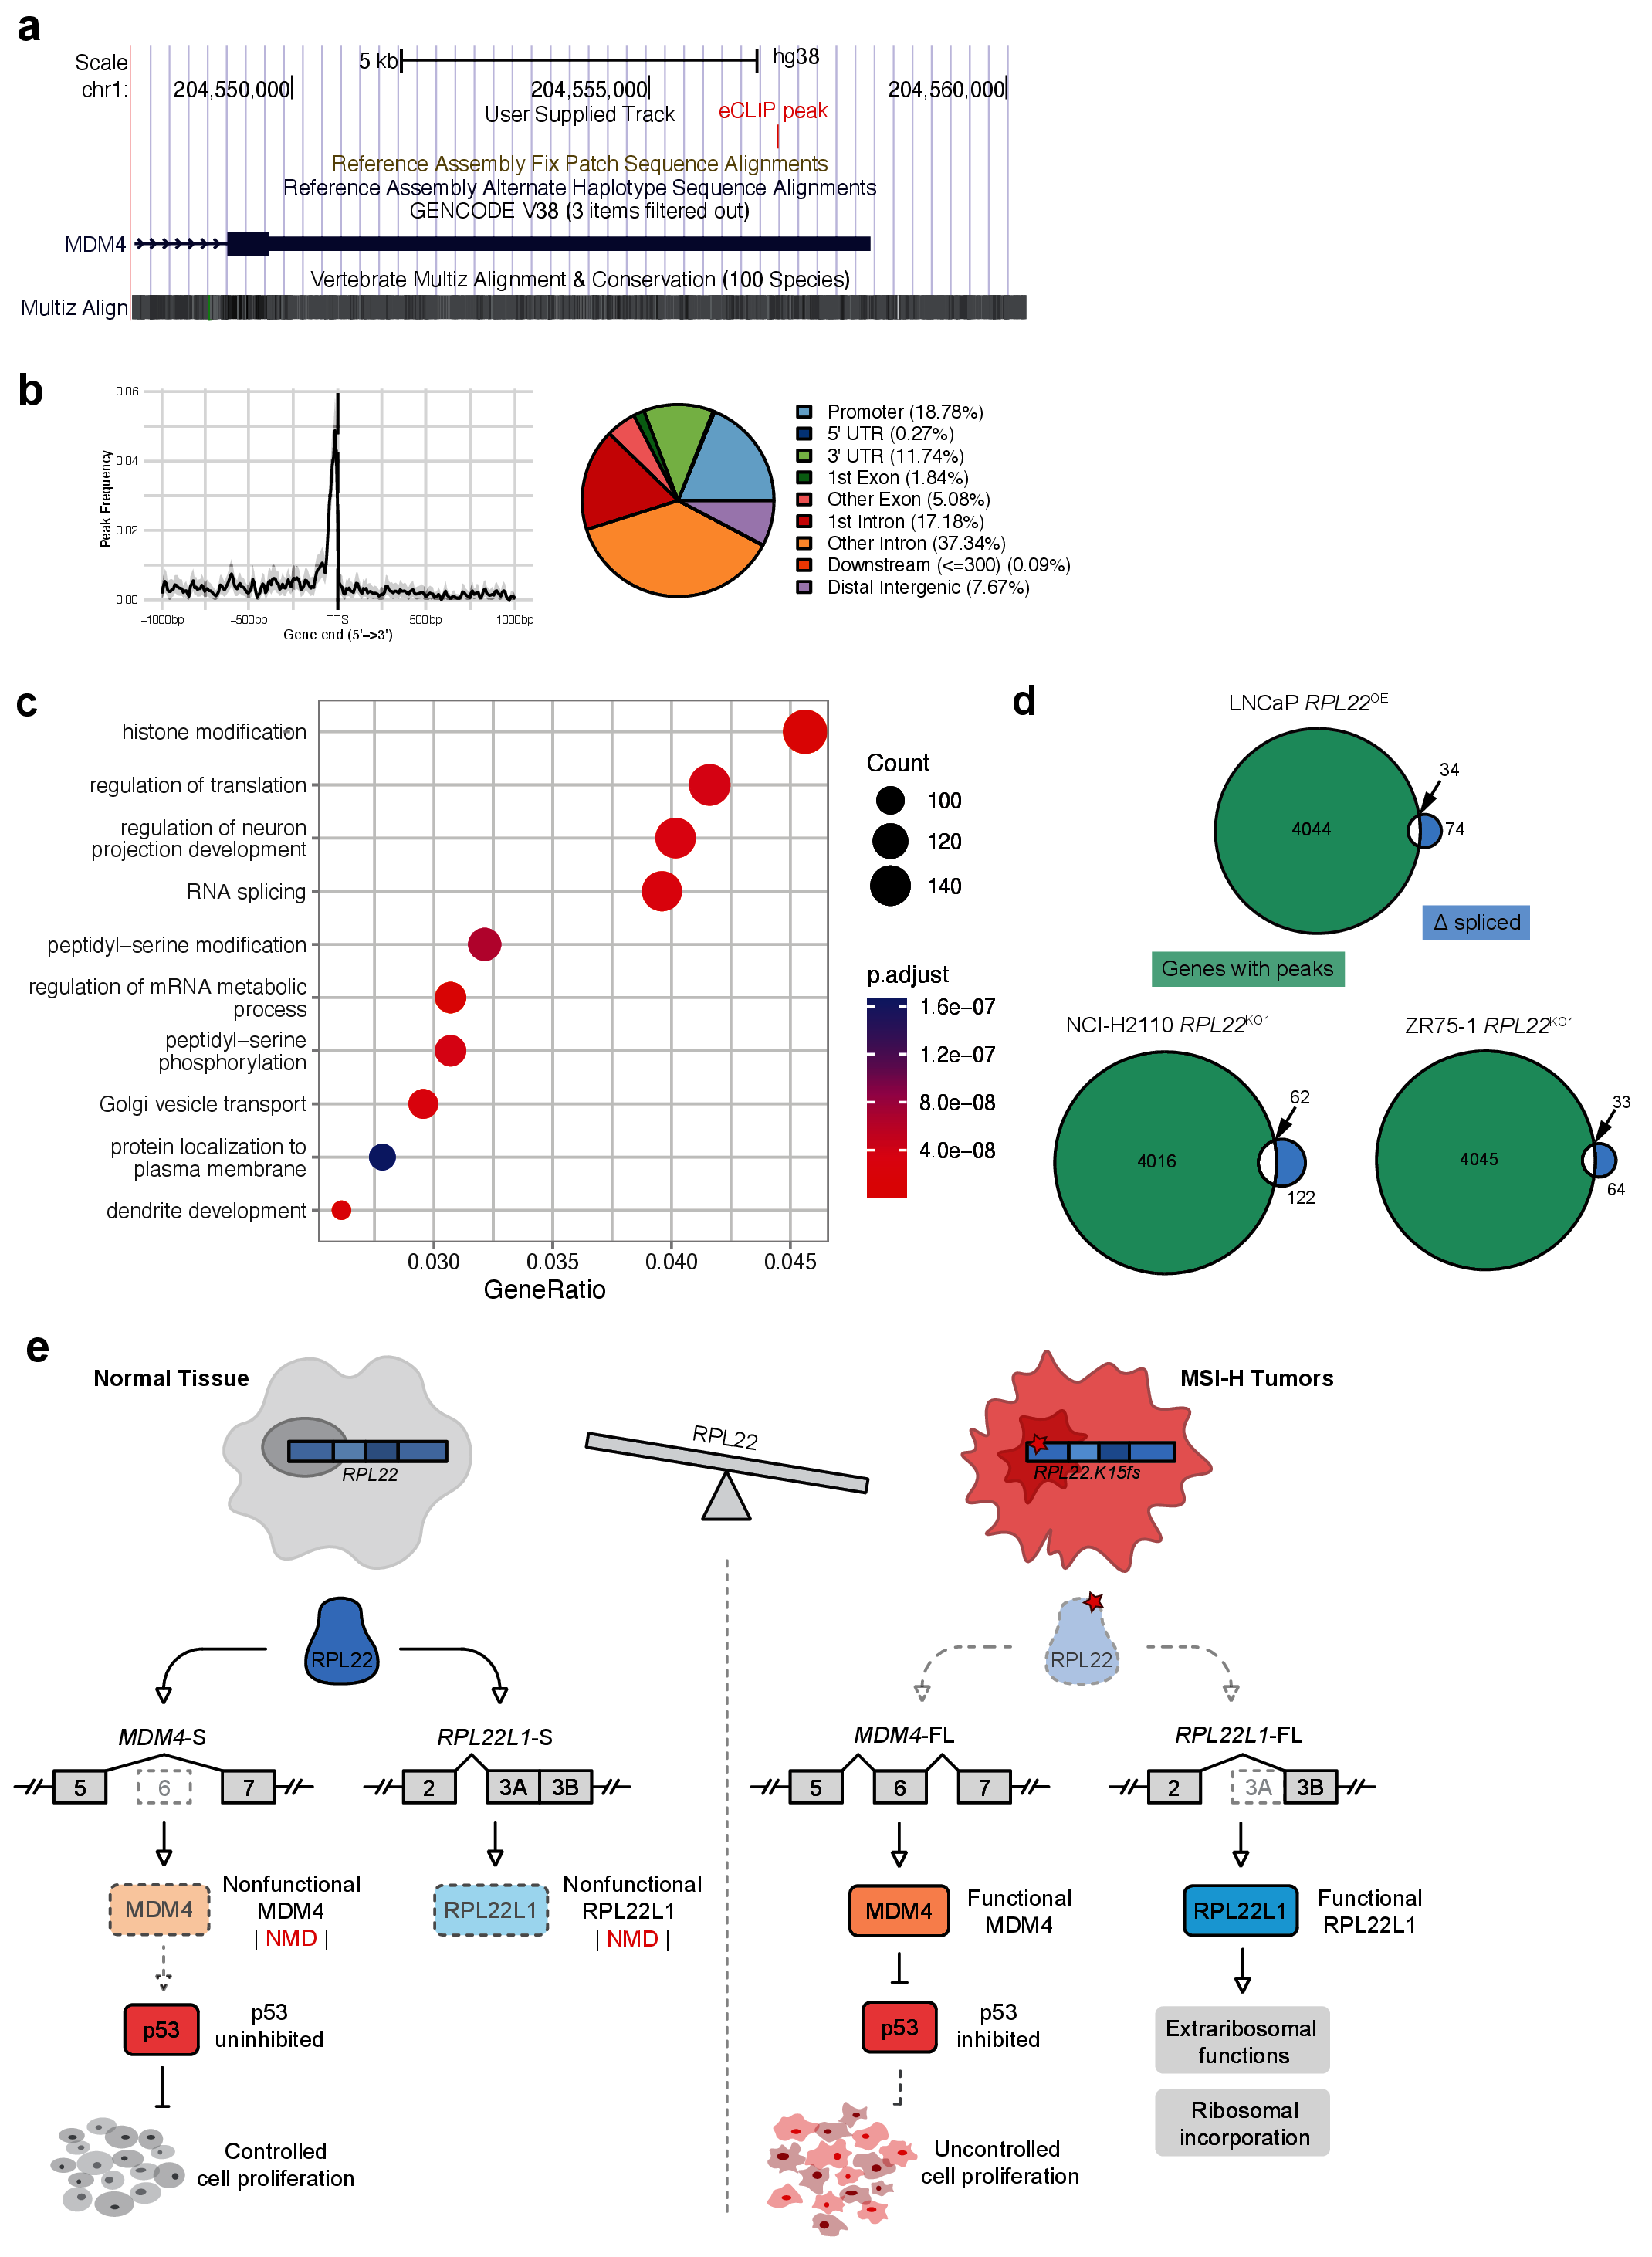 a
Scale
5 kb
hg38
chr1:
204,550,000
204,555,000
204,560,000
User Supplied Track
eCLIP peak
Reference Assembly Fix Patch Sequence Alignments
Reference Assembly Alternate Haplotype Sequence Alignments
GENCODE V38 (3 items filtered out)
MDM4
Vertebrate Multiz Alignment & Conservation (100 Species)
Multiz Align
b
Peak Frequency
0.06
0.04
0.02
0.00
−1000bp
−500bp
TTS
500bp
1000bp
Gene end (5'−>3')
Promoter (18.78%)
5' UTR (0.27%)
3' UTR (11.74%)
1st Exon (1.84%)
Other Exon (5.08%)
1st Intron (17.18%)
Other Intron (37.34%)
Downstream (<=300) (0.09%)
Distal Intergenic (7.67%)
c
histone modification
regulation of translation
regulation of neuron
projection development
RNA splicing
peptidyl−serine modification
regulation of mRNA metabolic
process
peptidyl−serine
phosphorylation
Golgi vesicle transport
protein localization to
plasma membrane
dendrite development
0.030
0.035
0.040
0.045
GeneRatio
Count
100
120
140
p.adjust
1.6e−07
1.2e−07
8.0e−08
4.0e−08
d
LNCaP RPL22OE
34
4044
74
Δ spliced
Genes with peaks
NCI-H2110 RPL22KO1
62
4016
122
ZR75-1 RPL22KO1
33
4045
64
e
Normal Tissue
RPL22
RPL22
MSI-H Tumors
RPL22.K15fs
RPL22
MDM4-S
5
6
7
RPL22L1-S
2
3A
3B
MDM4
Nonfunctional
MDM4
| NMD |
RPL22L1
Nonfunctional
RPL22L1
| NMD |
p53
p53
uninhibited
Controlled
cell proliferation
RPL22
MDM4-FL
5
6
7
RPL22L1-FL
2
3A
3B
MDM4
Functional
MDM4
RPL22L1
Functional
RPL22L1
p53
p53
inhibited
Extraribosomal
functions
Ribosomal
incorporation
Uncontrolled
cell proliferation